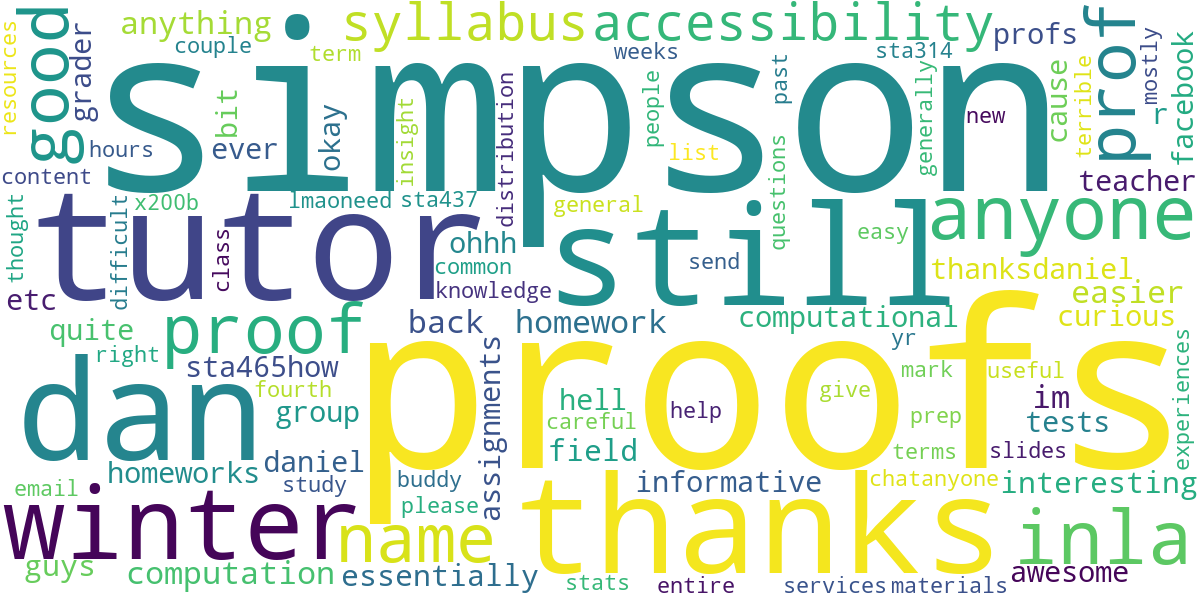 resources
good
grader
anything
couple
term
syllabus
accessibility
weeks
sta314
profs
prof
mostly
r
facebook
simpson
hours
bit
ever
okay
insight
distribution
people
list
past
generally
new
cause
terrible
content
x200b
lmaoneed
sta437
general
questions
easy
teacher
anyone
thought
etc
difficult
class
tutor
ohhh
common
knowledge
still
send
thanksdaniel
easier
curious
quite
right
proof
back
homework
computational
yr
sta465how
fourth
dan
group
assignments
proofs
hell
careful
field
help
give
mark
useful
prep
terms
im
tests
slides
experiences
homeworks
daniel
study
buddy
please
email
winter
name
thanks
informative
chatanyone
interesting
inla
guys
computation
essentially
stats
entire
services
materials
awesome